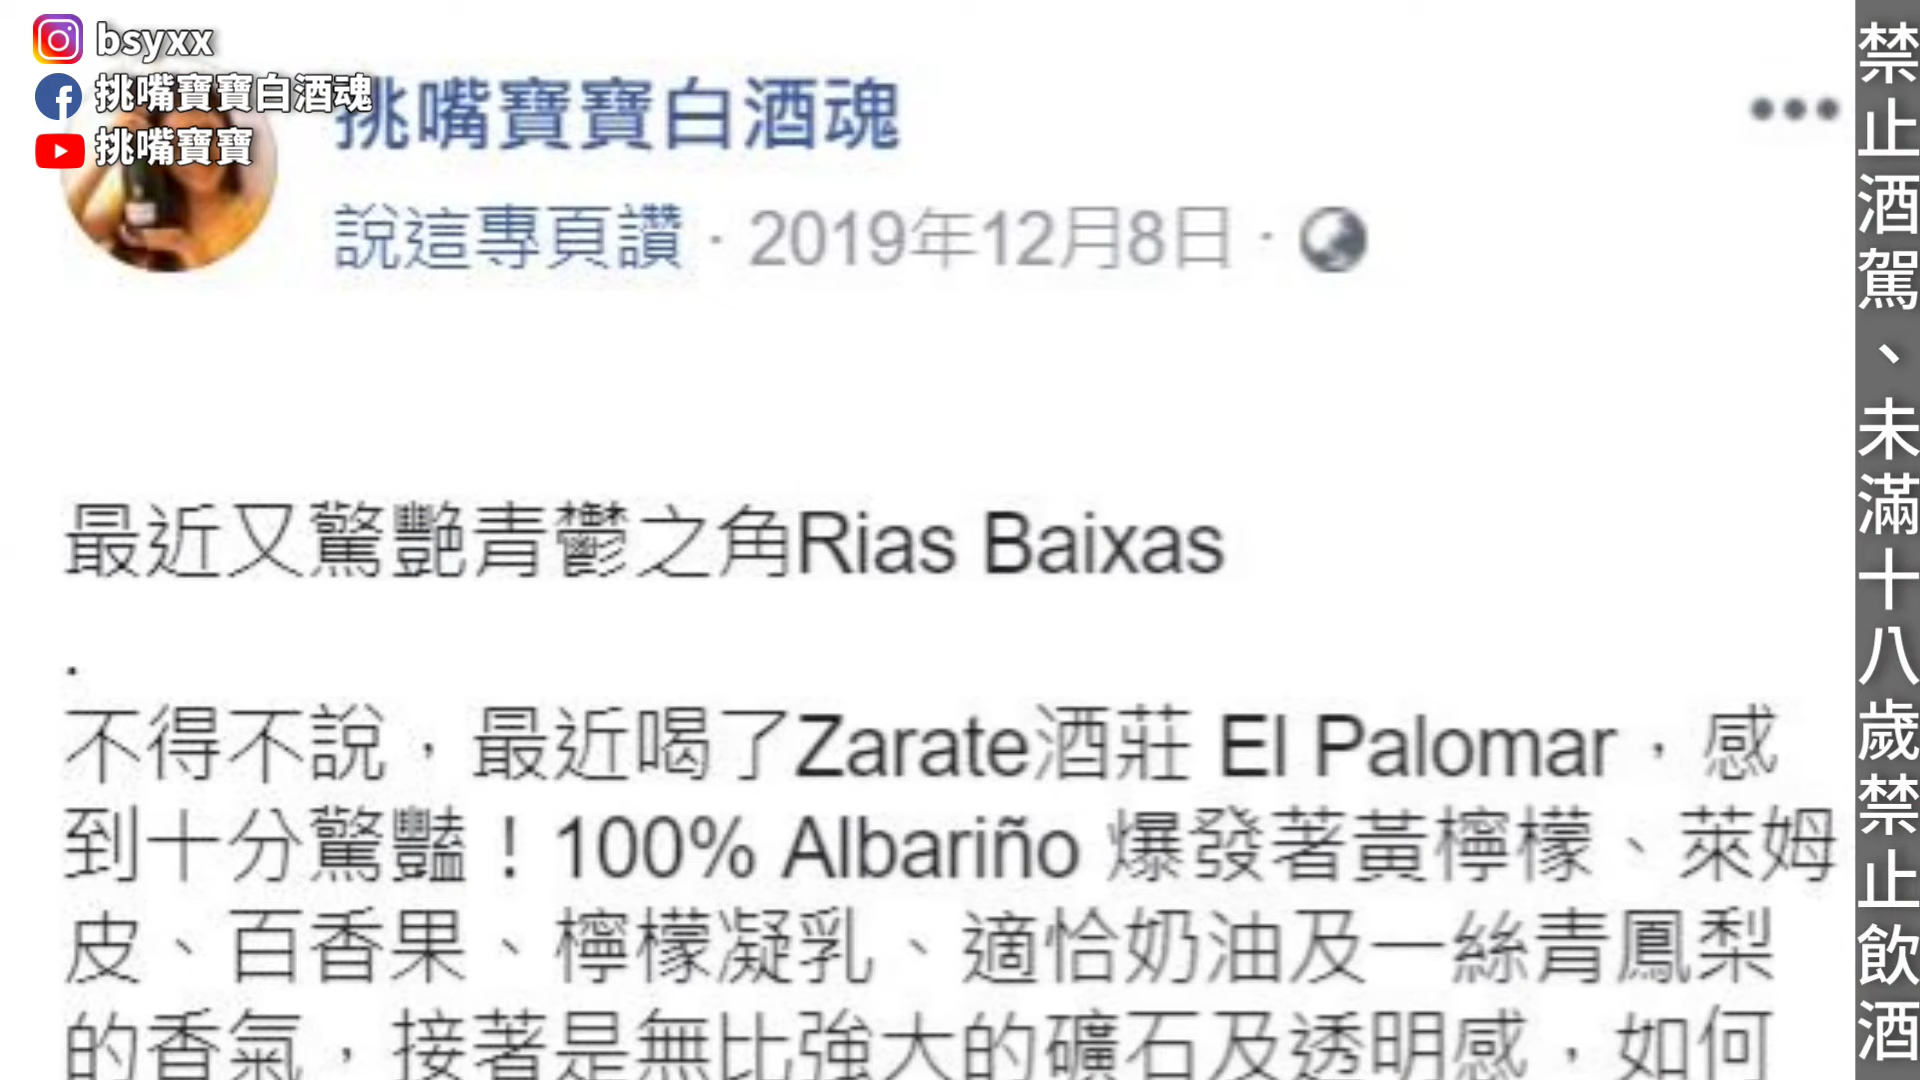 bsyxx
挑嘴寶寶白酒魂
挑嘴寶寶
挑嘴寶寶白酒魂
說這專頁讚 · 2019年12月8日 ·
最近又驚艷青鬱之角Rias Baixas
.
不得不說，最近喝了Zarate酒莊 El Palomar，感
到十分驚豔！100% Albariño 爆發著黃檸檬、萊姆
皮、百香果、檸檬凝乳、適恰奶油及一絲青鳳梨
的香氣，接著是無比強大的礦石及透明感，如何
禁止酒駕、未滿十八歲禁止飲酒